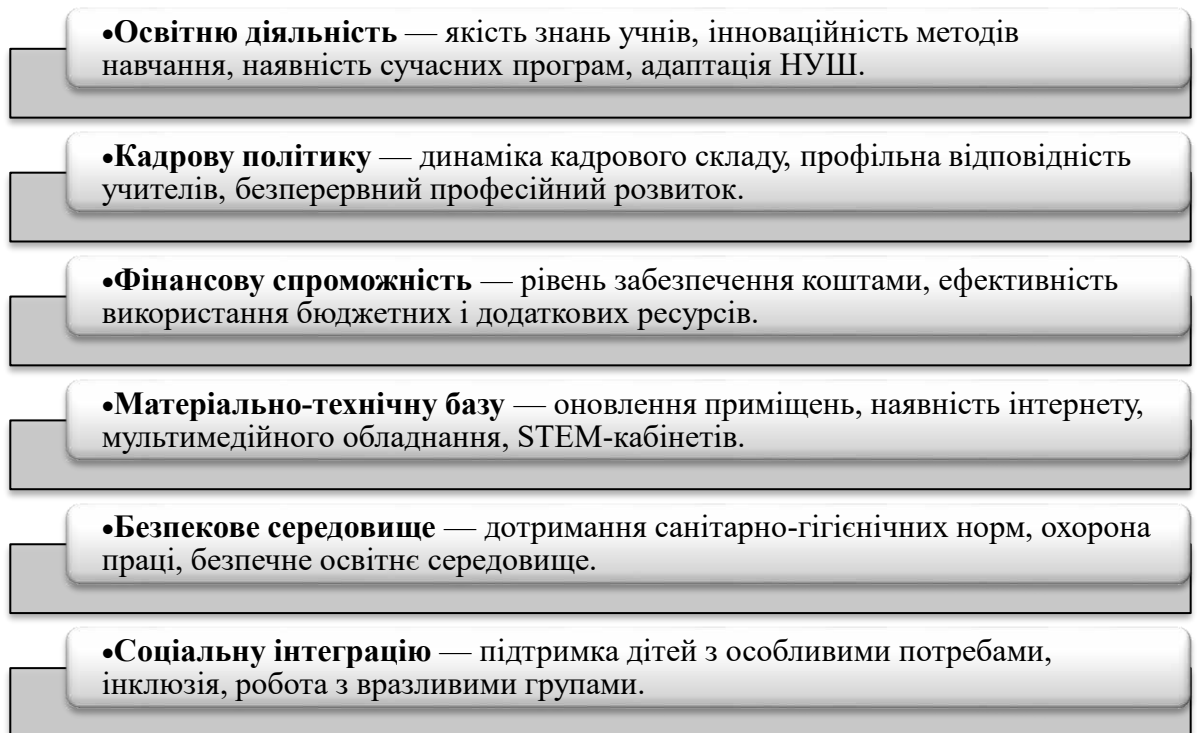 •Освітню діяльність — якість знань учнів, інноваційність методів
навчання, наявність сучасних програм, адаптація НУШ.
•Кадрову політику — динаміка кадрового складу, профільна відповідність
учителів, безперервний професійний розвиток.
•Фінансову спроможність — рівень забезпечення коштами, ефективність
використання бюджетних і додаткових ресурсів.
•Матеріально-технічну базу — оновлення приміщень, наявність інтернету,
мультимедійного обладнання, STEM-кабінетів.
•Безпекове середовище — дотримання санітарно-гігієнічних норм, охорона
праці, безпечне освітнє середовище.
•Соціальну інтеграцію — підтримка дітей з особливими потребами,
інклюзія, робота з вразливими групами.